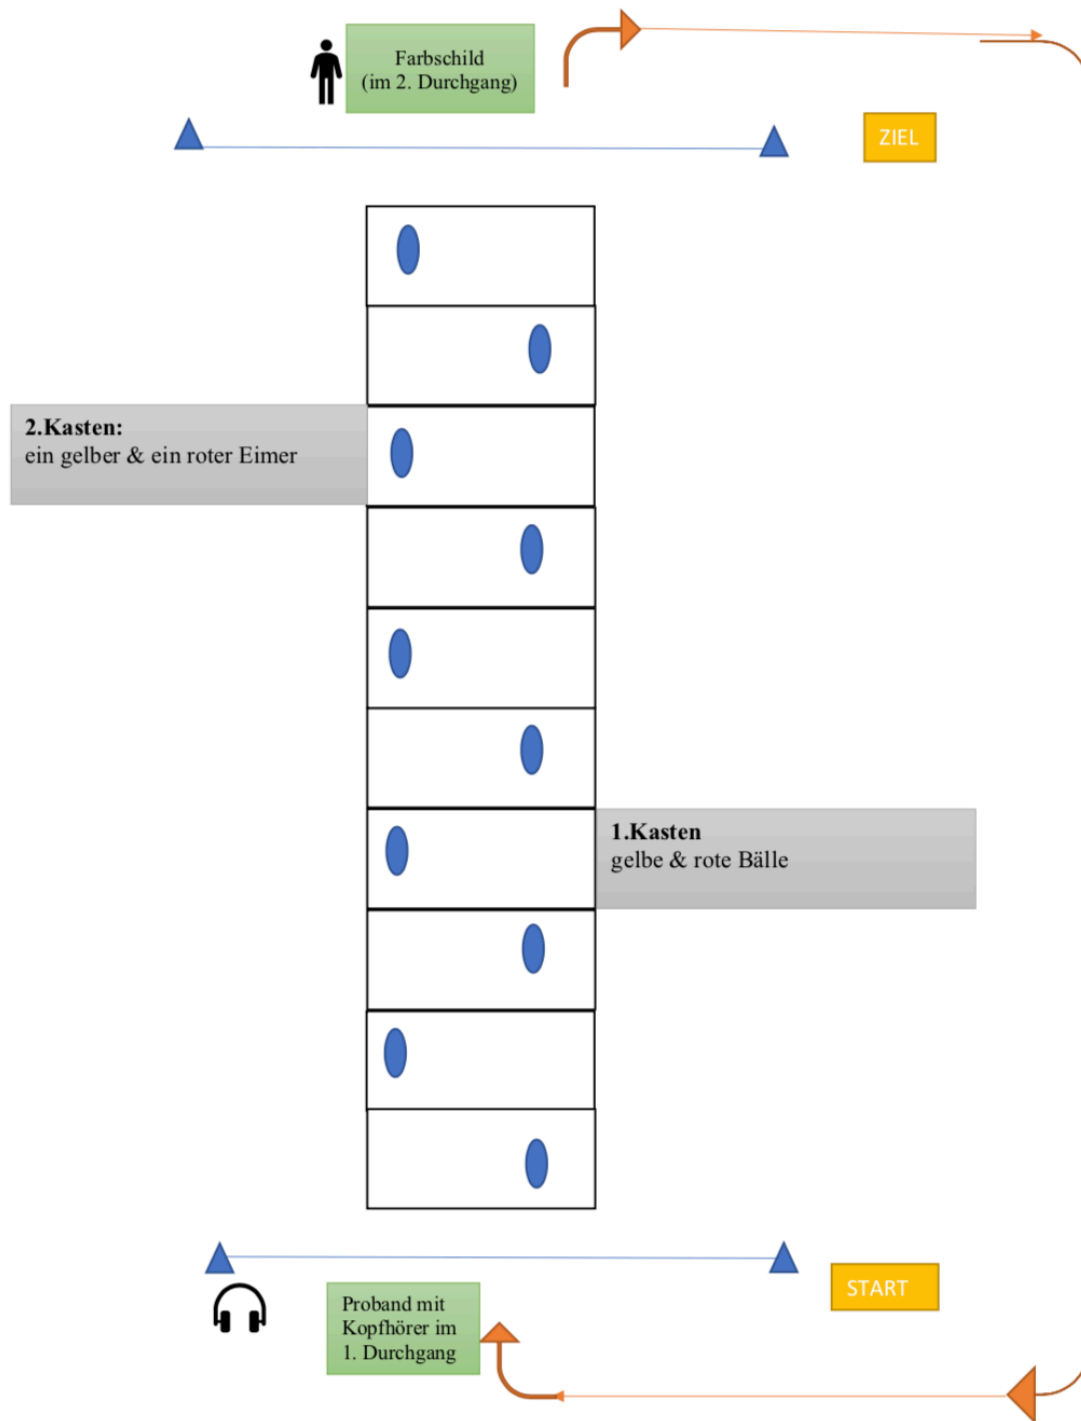 Farbschild
(im 2. Durchgang)
ZIEL
2.Kasten:
ein gelber & ein roter Eimer
1.Kasten
gelbe & rote Bälle
START
Proband mit
Kopfhörer im
1. Durchgang